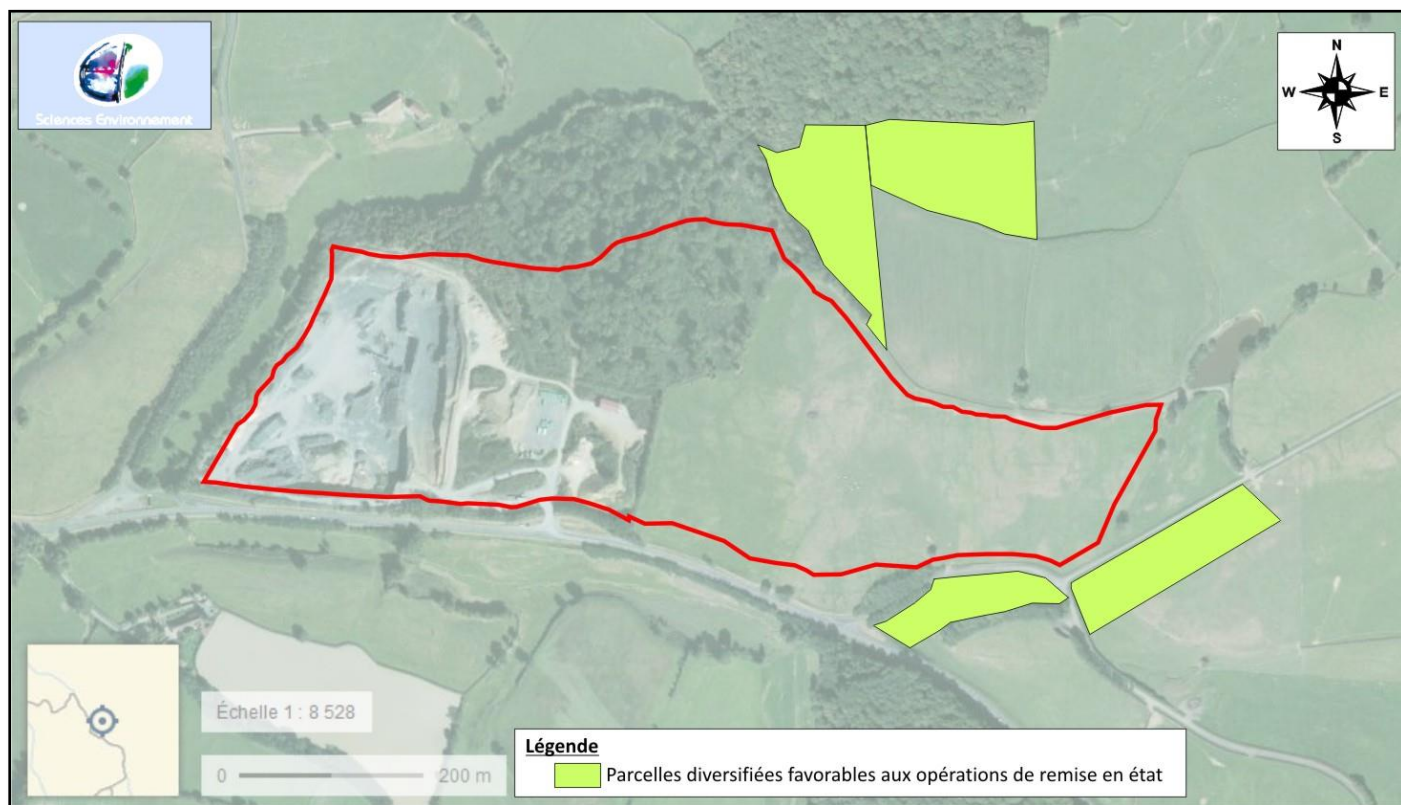 Sciences Environnement
N
W E
S
Échelle 1 : 8 528
0 200 m
Légende
Parcelles diversifiées favorables aux opérations de remise en état